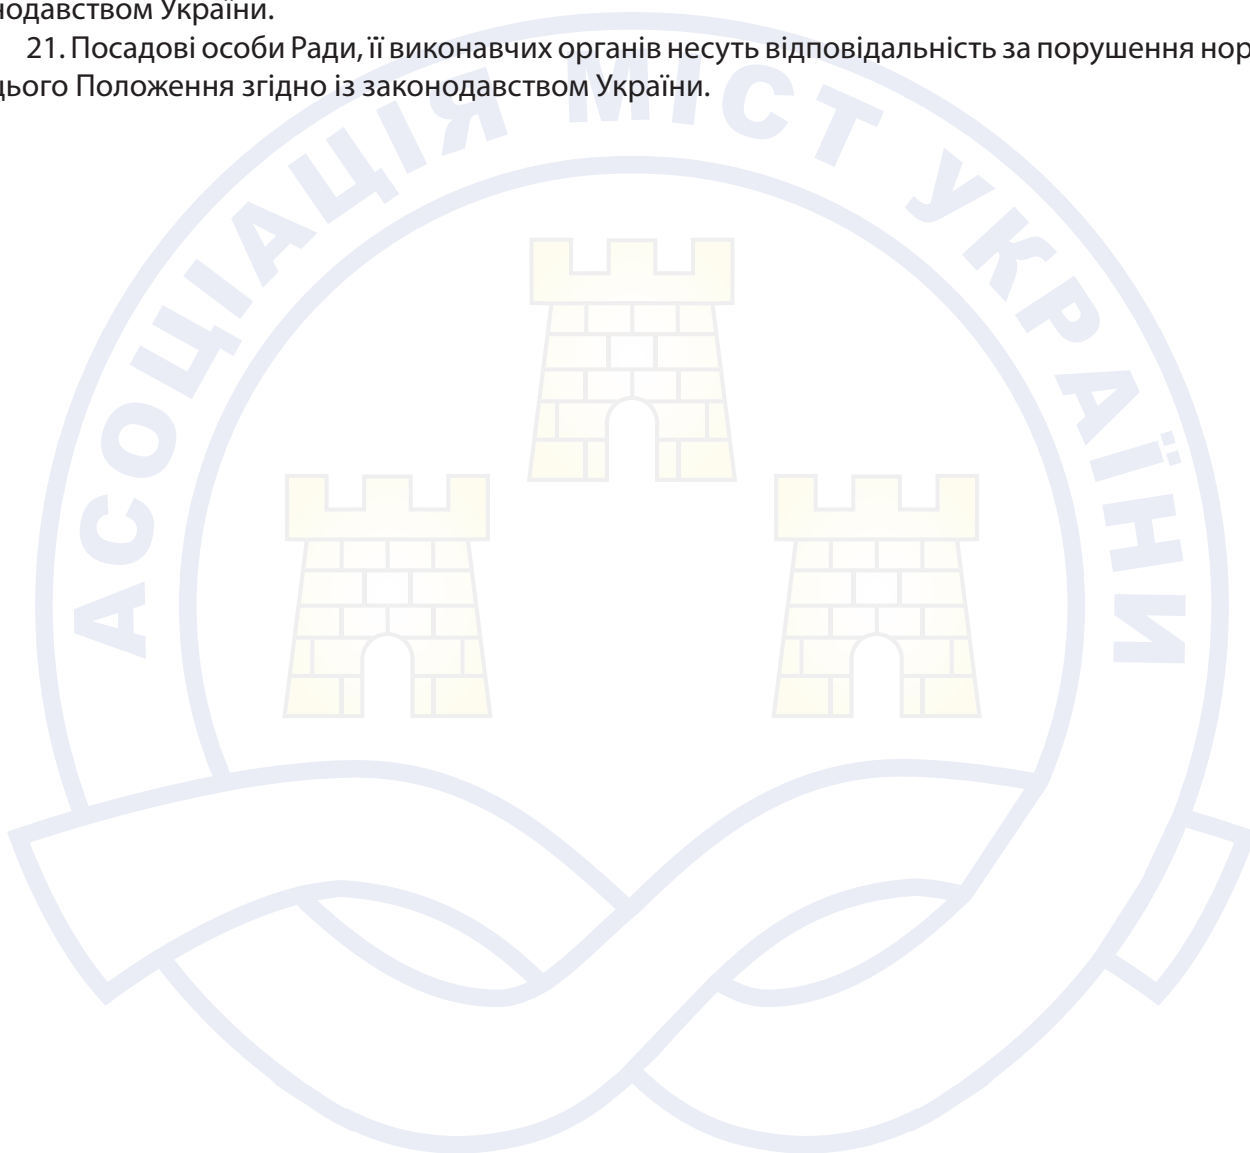 нодавством України.
21. Посадові особи Ради, її виконавчих органів несуть відповідальність за порушення нор
цього Положення згідно із законодавством України.
АСОЦІАЦІЯ МІСТ УКРАЇНИ